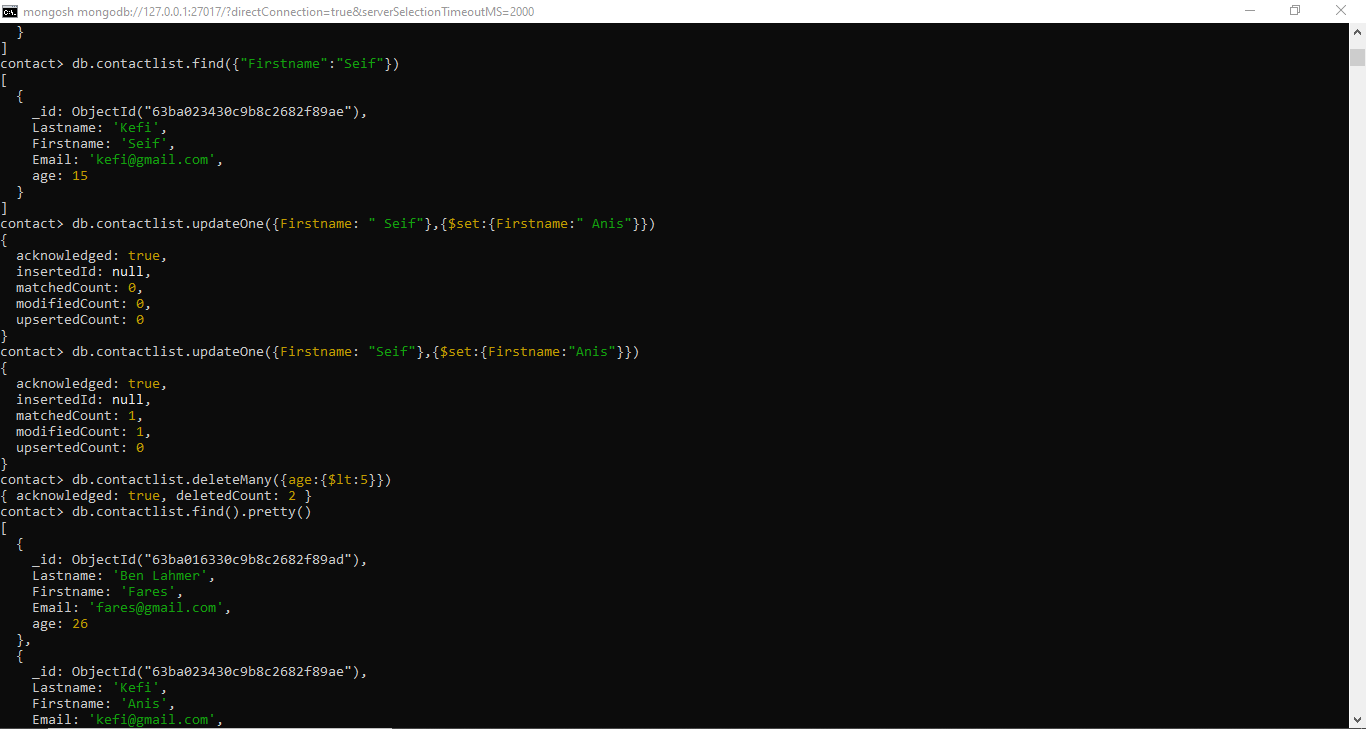 mongosh mongodb://127.0.0.1:27017/?directConnection=true&serverSelectionTimeoutMS=2000
  }
]
contact> db.contactlist.find({"Firstname":"Seif"})
[
  {
    _id: ObjectId("63ba023430c9b8c2682f89ae"),
    Lastname: 'Kefi',
    Firstname: 'Seif',
    Email: 'kefi@gmail.com',
    age: 15
  }
]
contact> db.contactlist.updateOne({Firstname: " Seif"},{$set:{Firstname:" Anis"}})
{
  acknowledged: true,
  insertedId: null,
  matchedCount: 0,
  modifiedCount: 0,
  upsertedCount: 0
}
contact> db.contactlist.updateOne({Firstname: "Seif"},{$set:{Firstname:"Anis"}})
{
  acknowledged: true,
  insertedId: null,
  matchedCount: 1,
  modifiedCount: 1,
  upsertedCount: 0
}
contact> db.contactlist.deleteMany({age:{$lt:5}})
{ acknowledged: true, deletedCount: 2 }
contact> db.contactlist.find().pretty()
[
  {
    _id: ObjectId("63ba016330c9b8c2682f89ad"),
    Lastname: 'Ben Lahmer',
    Firstname: 'Fares',
    Email: 'fares@gmail.com',
    age: 26
  },
  {
    _id: ObjectId("63ba023430c9b8c2682f89ae"),
    Lastname: 'Kefi',
    Firstname: 'Anis',
    Email: 'kefi@gmail.com',